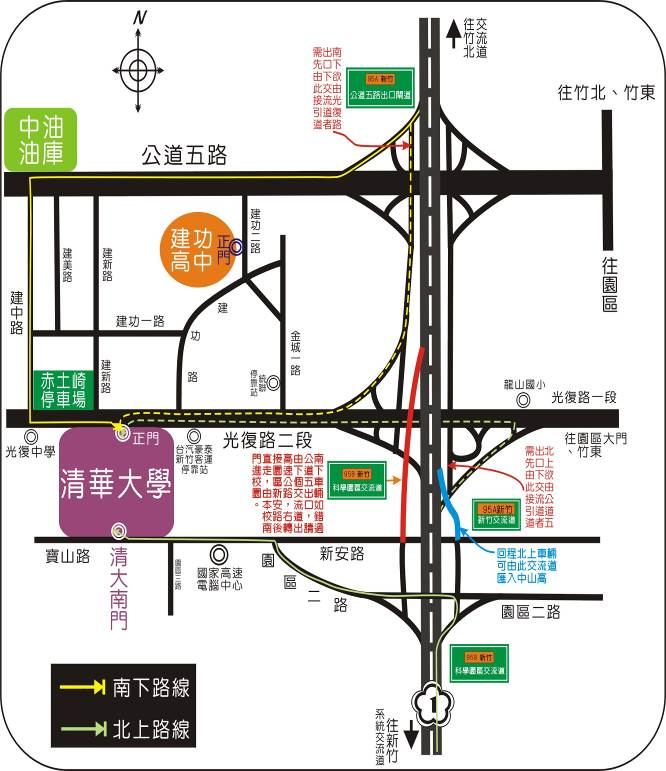 N
往竹北
交流道
南下欲由光復路
出口下交流道者
需先由此接引道
95A 新竹
公道五路出口閘道
往竹北、竹東
中油
油庫
公道五路
建功
高中
正門
建功二路
建美路
建新路
建中路
往園區
建功一路
建功路
金城一路
建新路
赤土崎
停車場
統聯
停靠站
龍山國小
光復路一段
光復中學
正門
台汽豪泰
新竹客運
停靠站
光復路二段
往園區大門
、竹東
清華大學
南下車輛如錯過
由公道五出口請
由下個交流道出
高速公路，右轉
接園區新安路後
直走，由本校南
門進校園。
95B 新竹
科學園區交流道
北上欲由公道五
出口下交流道者
需先由此接引道
95A 新竹
新竹交流道
寶山路
清大南門
園區三路
國家高速
電腦中心
新安路
園區二路
回程北上車輛
可由此交流道
匯入中山高
園區二路
95B 新竹
科學園區交流道
南下路線
北上路線
1
往新竹
系統交流道